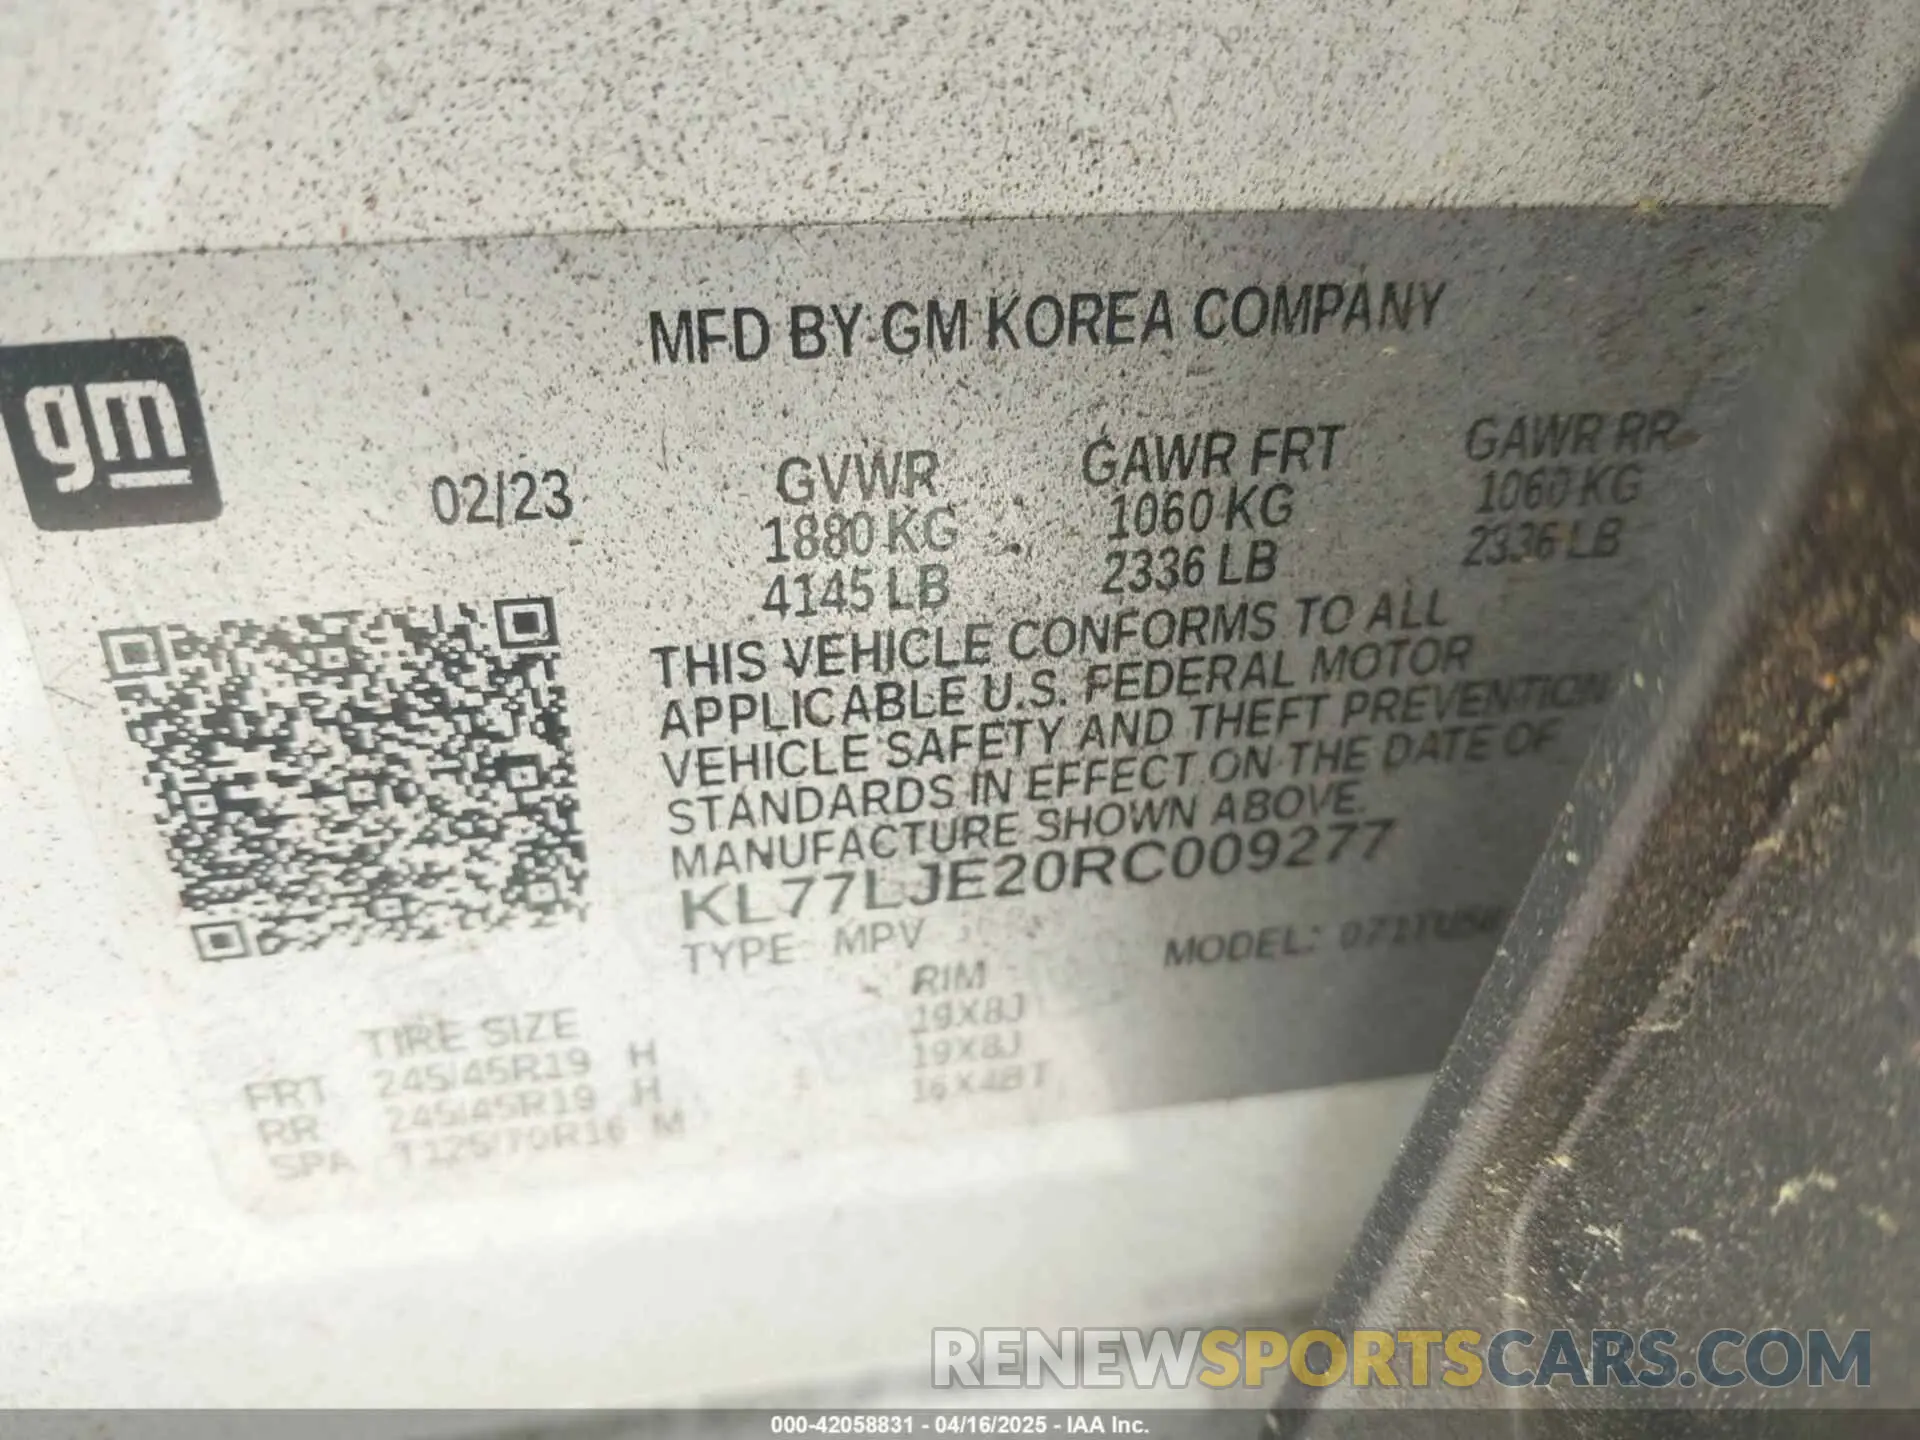 MFD BY GM KOREA COMPANY
gm
02/23
GVWR GAWR FRT GAWR RR
1880 KG 1060 KG 1060 KG
4145 LB 2336 LB 2336 LB
THIS VEHICLE CONFORMS TO ALL
APPLICABLE U.S. FEDERAL MOTOR
VEHICLE SAFETY AND THEFT PREVENTION
STANDARDS IN EFFECT ON THE DATE OF
MANUFACTURE SHOWN ABOVE.
KL77LJE20RC009277
TYPE: MPV MODEL:
TIRE SIZE RIM
FRT 245/45R19 H 19X8J
RR 245/45R19 H 19X8J
SPA T125/70R16 M 16X4BT
RENEWSPORTSCARS.COM
000-42058831 - 04/16/2025 - IAA Inc.